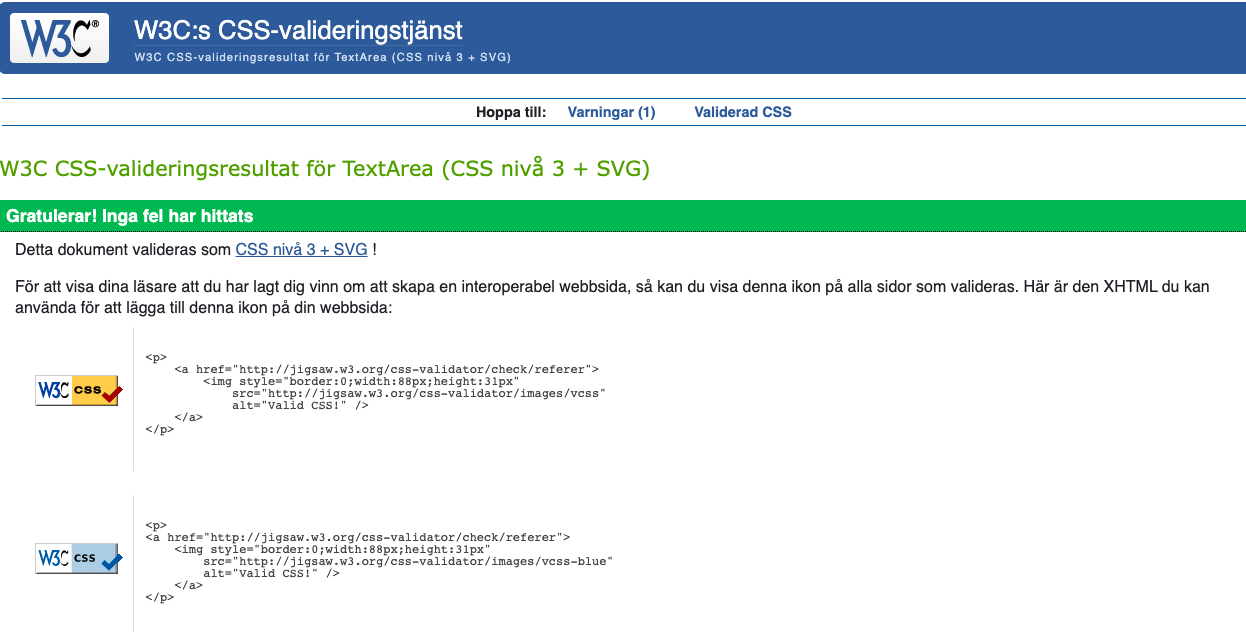 W3C®
W3C:s CSS-valideringstjänst
W3C CSS-valideringsresultat för TextArea (CSS nivå 3 + SVG)
Hoppa till: Varningar (1) Validerad CSS
W3C CSS-valideringsresultat för TextArea (CSS nivå 3 + SVG)
Gratulerar! Inga fel har hittats
Detta dokument valideras som CSS nivå 3 + SVG !
För att visa dina läsare att du har lagt dig vinn om att skapa en interoperabel webbsida, så kan du visa denna ikon på alla sidor som valideras. Här är den XHTML du kan
använda för att lägga till denna ikon på din webbsida:
W3C css
<p>
<a href="http://jigsaw.w3.org/css-validator/check/referer">
<img style="border:0;width:88px;height:31px"
src="http://jigsaw.w3.org/css-validator/images/vcss"
alt="Valid CSS!" />
</a>
</p>
W3C css
<p>
<a href="http://jigsaw.w3.org/css-validator/check/referer">
<img style="border:0;width:88px;height:31px"
src="http://jigsaw.w3.org/css-validator/images/vcss-blue"
alt="Valid CSS!" />
</a>
</p>